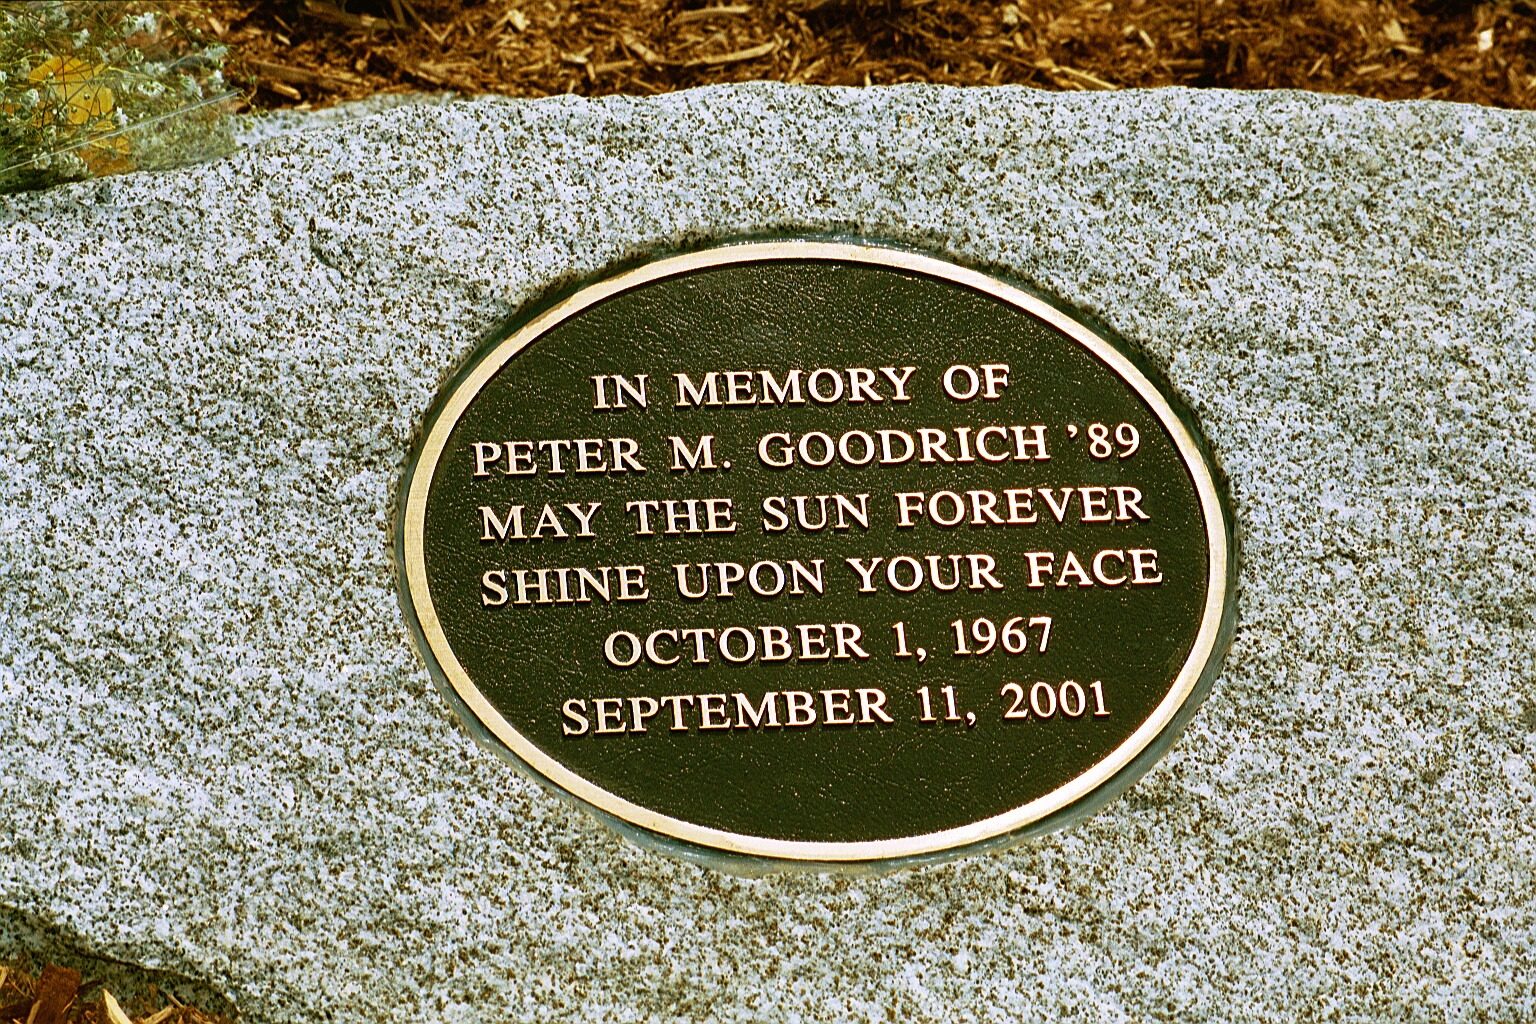 IN MEMORY OF
PETER M. GOODRICH '89
MAY THE SUN FOREVER
SHINE UPON YOUR FACE
OCTOBER 1, 1967
SEPTEMBER 11, 2001